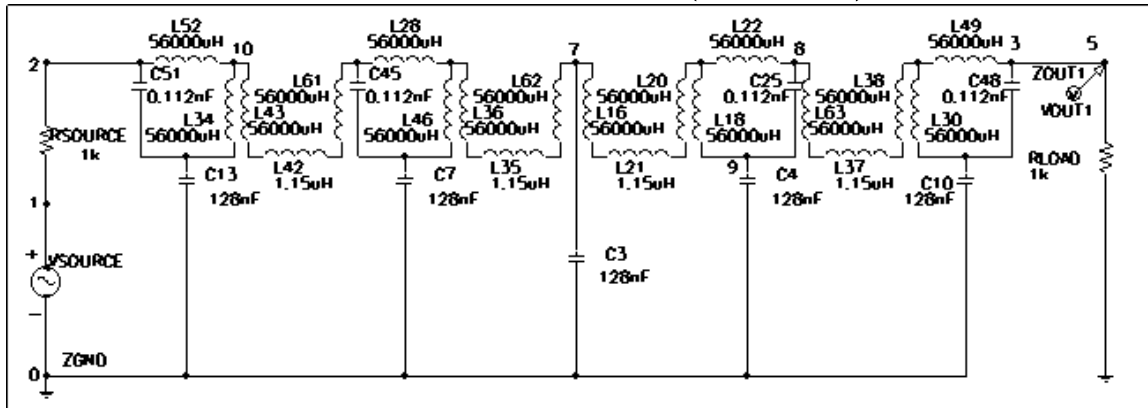 L52
56000uH
10
L28
56000uH
7
L22
56000uH
8
L49
56000uH
3
5
2
C51
0.112nF
L61
56000uH
C45
0.112nF
L62
56000uH
L20
56000uH
C25
0.112nF
L38
56000uH
C48
0.112nF
ZOUT1
VOUT1
L34
56000uH
L43
56000uH
L46
56000uH
L36
56000uH
L16
56000uH
L18
56000uH
L63
56000uH
L30
56000uH
RSOURCE
1k
L42
1.15uH
L35
1.15uH
L21
1.15uH
L37
1.15uH
RLOAD
1k
C13
128nF
C7
128nF
9
C4
128nF
C10
128nF
1
+
VSOURCE
−
C3
128nF
ZGND
0